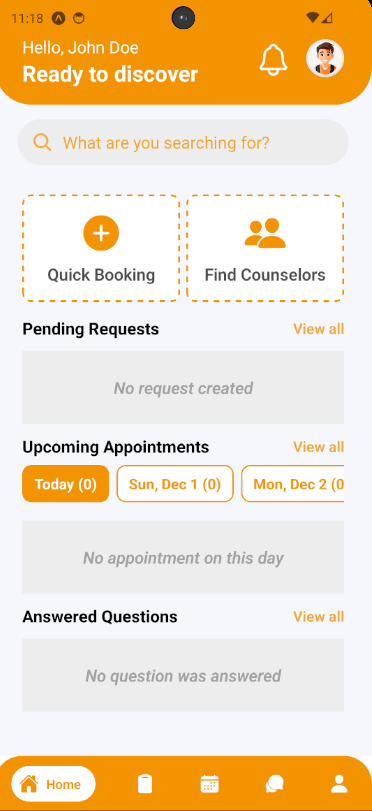 11:18
Hello, John Doe
Ready to discover
What are you searching for?
Quick Booking
Find Counselors
Pending Requests
View all
No request created
Upcoming Appointments
View all
Today (0)
Sun, Dec 1 (0)
Mon, Dec 2 (0
No appointment on this day
Answered Questions
View all
No question was answered
Home